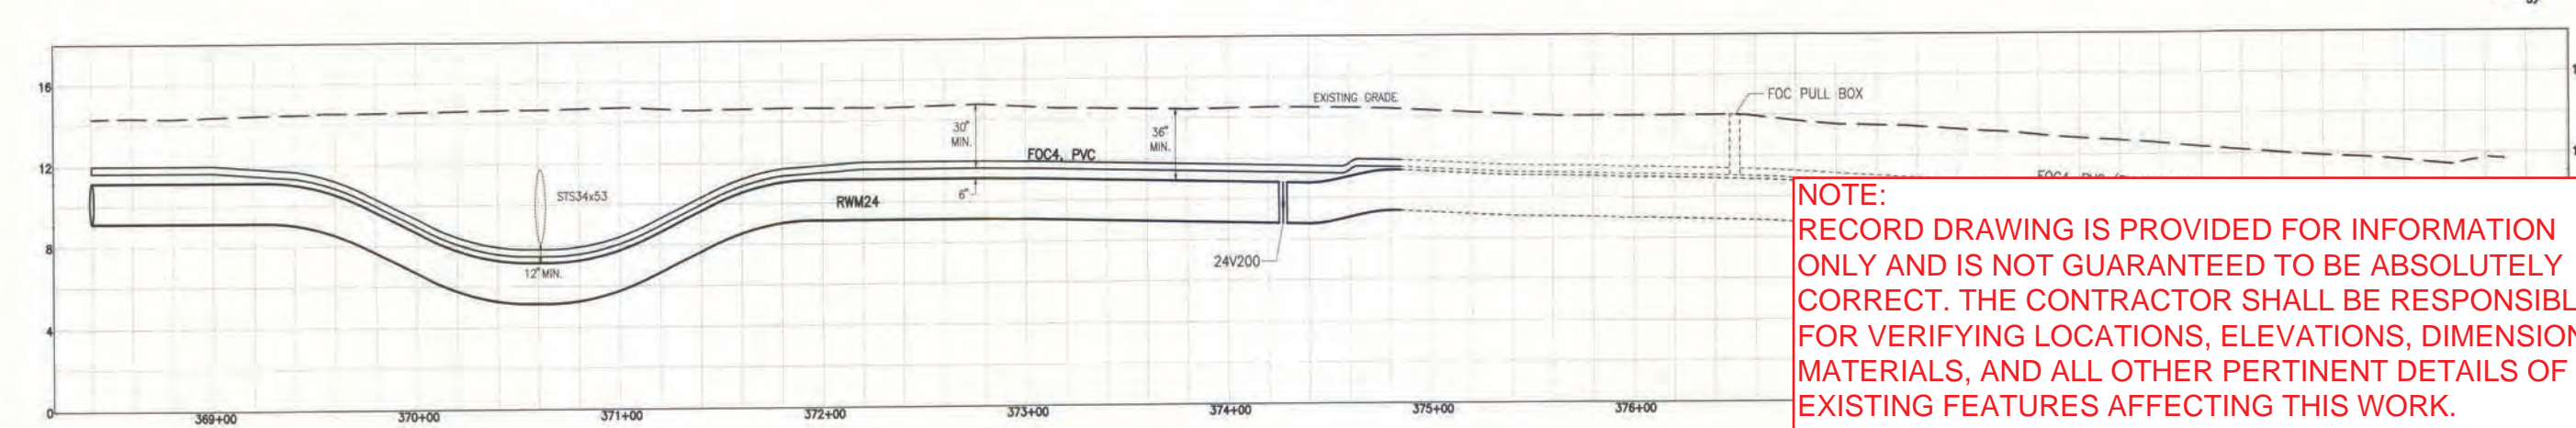 16
12
8
4
0
EXISTING GRADE
FOC PULL BOX
30"
MIN.
36"
MIN.
FOC4, PVC
STS34x53
6"
RWM24
12" MIN.
24V200
369+00
370+00
371+00
372+00
373+00
374+00
375+00
376+00
NOTE:
RECORD DRAWING IS PROVIDED FOR INFORMATION
ONLY AND IS NOT GUARANTEED TO BE ABSOLUTELY
CORRECT. THE CONTRACTOR SHALL BE RESPONSIBL
FOR VERIFYING LOCATIONS, ELEVATIONS, DIMENSION
MATERIALS, AND ALL OTHER PERTINENT DETAILS OF
EXISTING FEATURES AFFECTING THIS WORK.